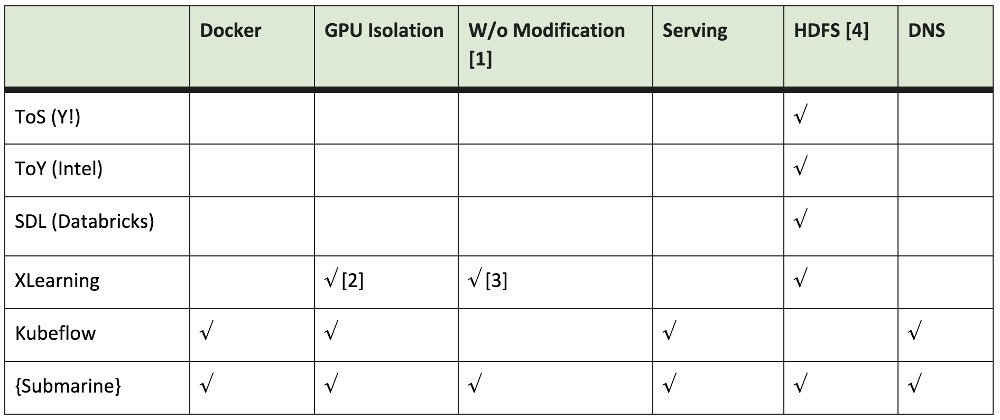 Docker GPU Isolation W/o Modification Serving HDFS [4] DNS
[1]
ToS (Y!) √
ToY (Intel) √
SDL (Databricks) √
XLearning √ [2] √ [3] √
Kubeflow √ √ √ √
{Submarine} √ √ √ √ √ √